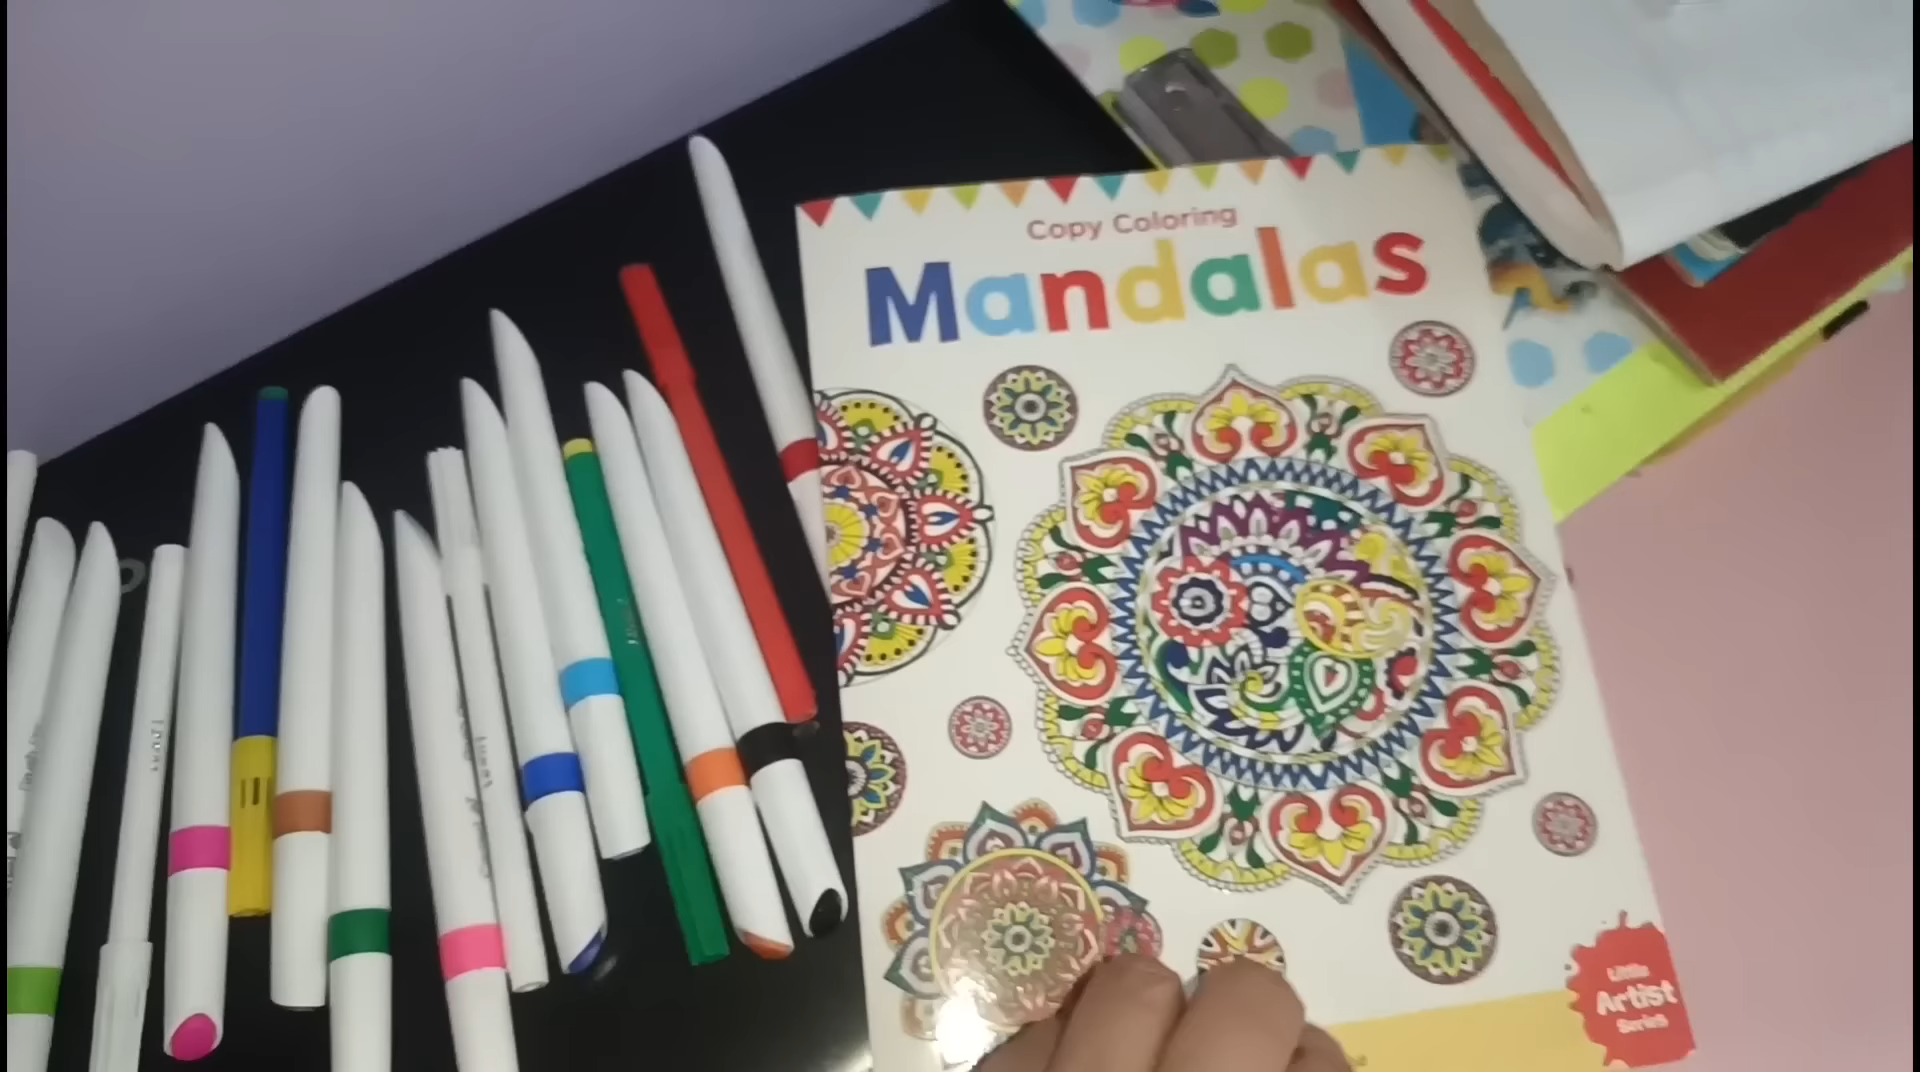 Copy Coloring
Mandalas
Little
Artist
Series